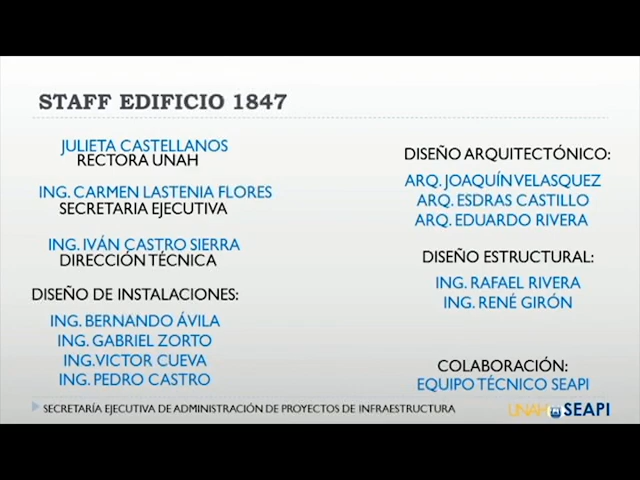 STAFF EDIFICIO 1847
JULIETA CASTELLANOS
RECTORA UNAH
ING. CARMEN LASTENIA FLORES
SECRETARIA EJECUTIVA
ING. IVÁN CASTRO SIERRA
DIRECCIÓN TÉCNICA
DISEÑO DE INSTALACIONES:
ING. BERNANDO ÁVILA
ING. GABRIEL ZORTO
ING.VICTOR CUEVA
ING. PEDRO CASTRO
DISEÑO ARQUITECTÓNICO:
ARQ. JOAQUÍN VELASQUEZ
ARQ. ESDRAS CASTILLO
ARQ. EDUARDO RIVERA
DISEÑO ESTRUCTURAL:
ING. RAFAEL RIVERA
ING. RENÉ GIRÓN
COLABORACIÓN:
EQUIPO TÉCNICO SEAPI
SECRETARÍA EJECUTIVA DE ADMINISTRACIÓN DE PROYECTOS DE INFRAESTRUCTURA
UNAH SEAPI